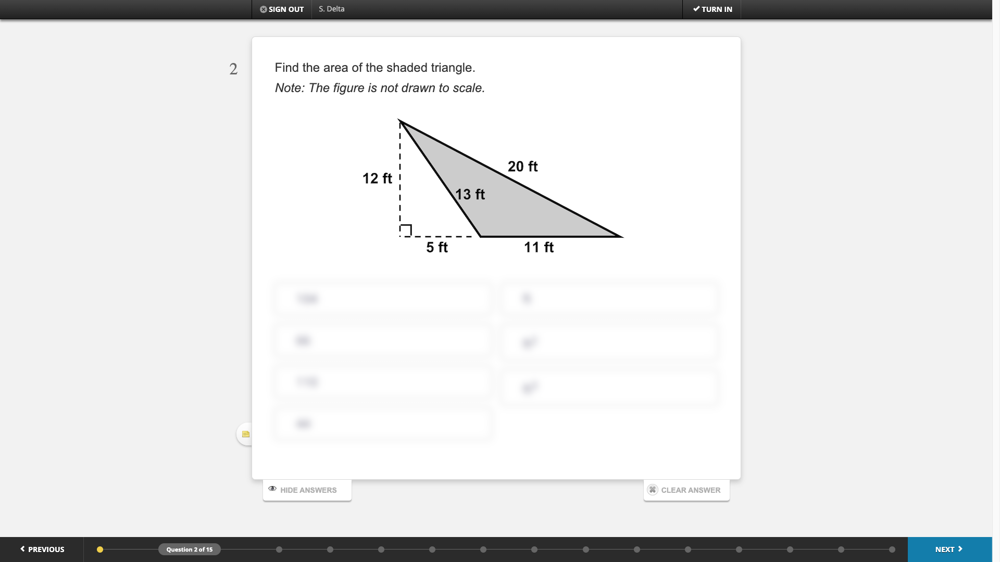 SIGN OUT
S. Delta
TURN IN
2
Find the area of the shaded triangle.
Note: The figure is not drawn to scale.
20 ft
12 ft
13 ft
5 ft
11 ft
HIDE ANSWERS
CLEAR ANSWER
PREVIOUS
Question 2 of 15
NEXT